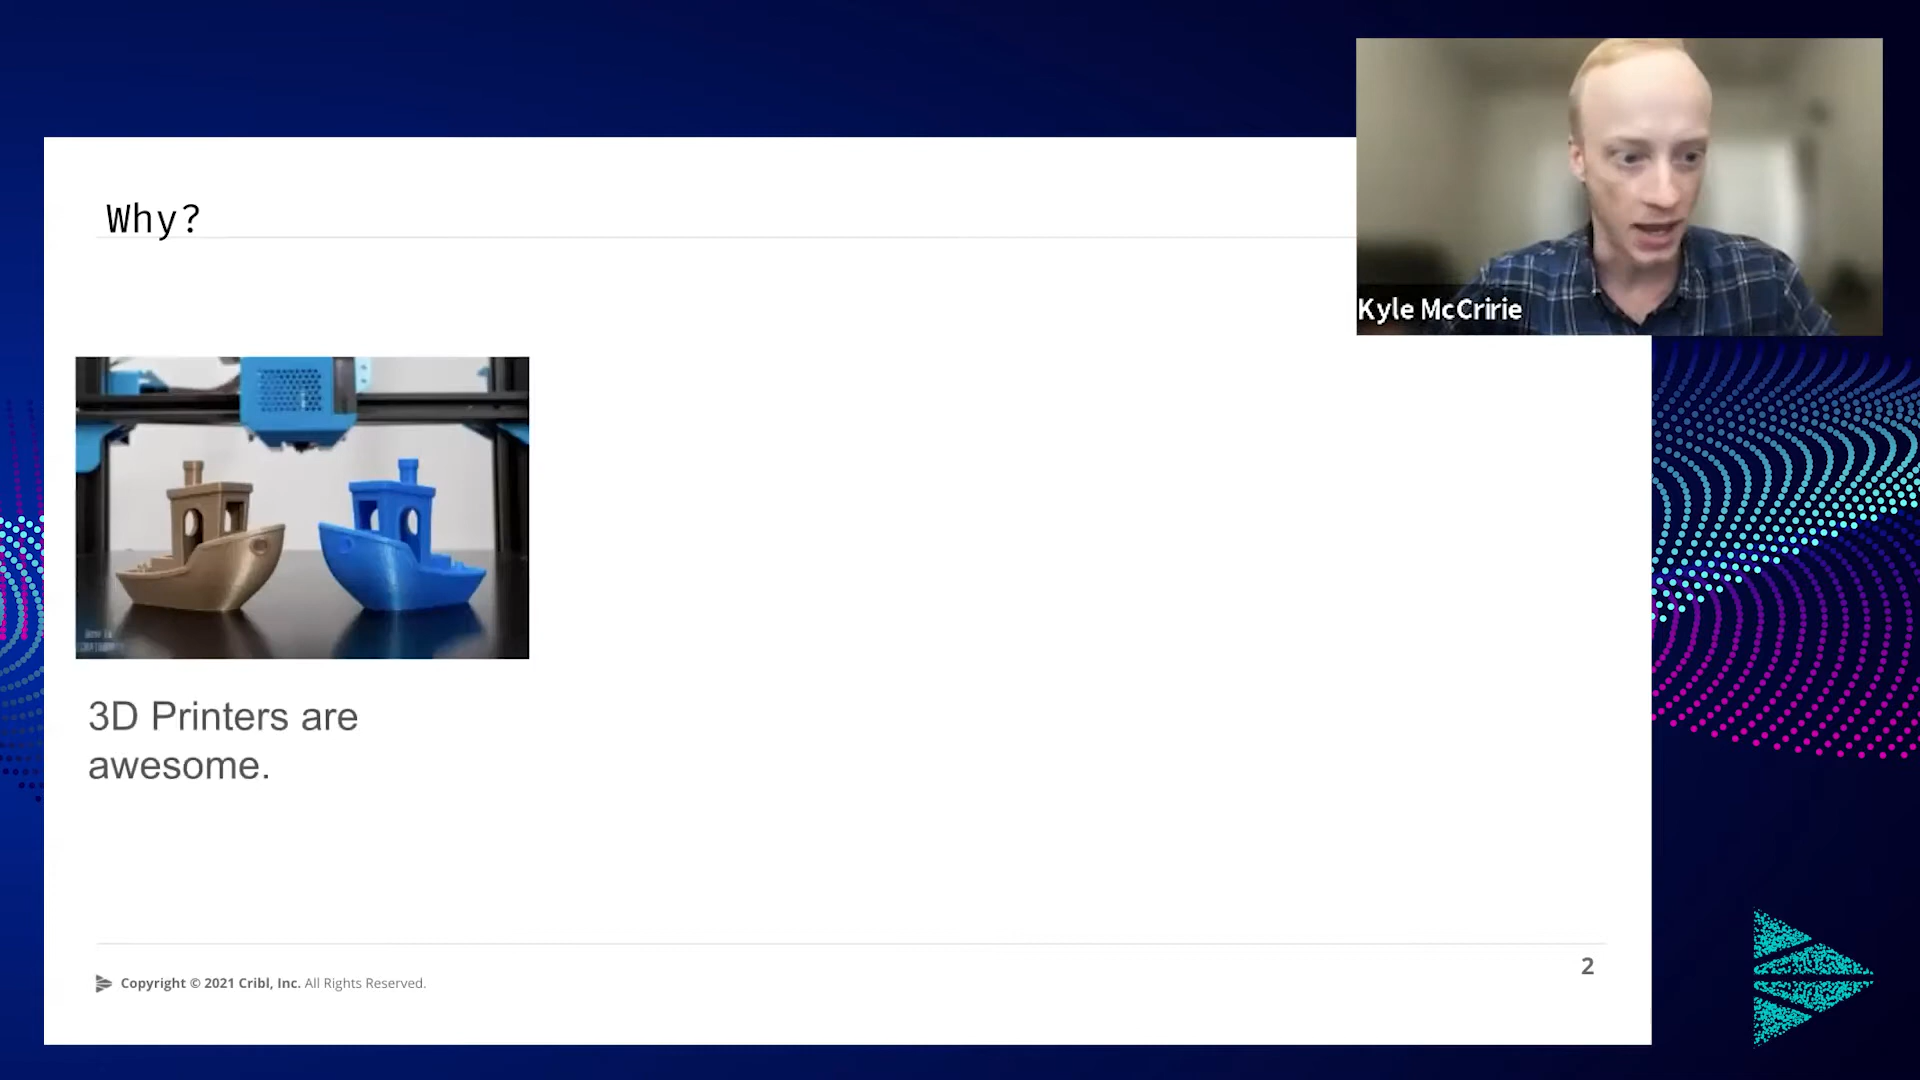 Why?
Kyle McCririe
3D Printers are
awesome.
2
Copyright © 2021 Cribl, Inc. All Rights Reserved.